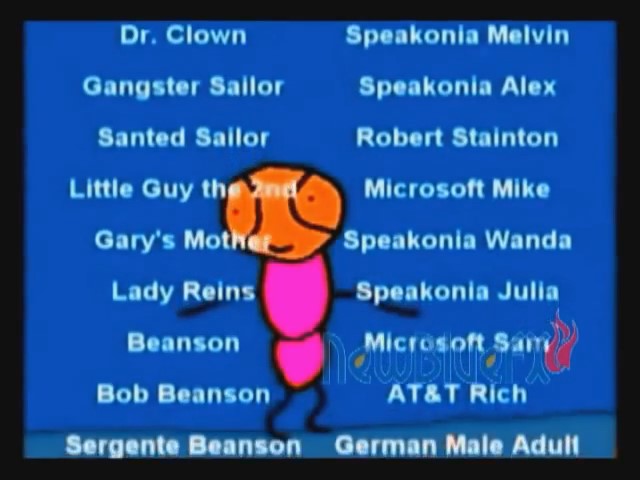 Dr. Clown Speakonia Melvin
Gangster Sailor Speakonia Alex
Santed Sailor Robert Stainton
Little Guy the 2nd Microsoft Mike
Gary's Mother Speakonia Wanda
Lady Reins Speakonia Julia
Beanson Microsoft Sam
NewBlueFX
Bob Beanson AT&T Rich
Sergente Beanson German Male Adult